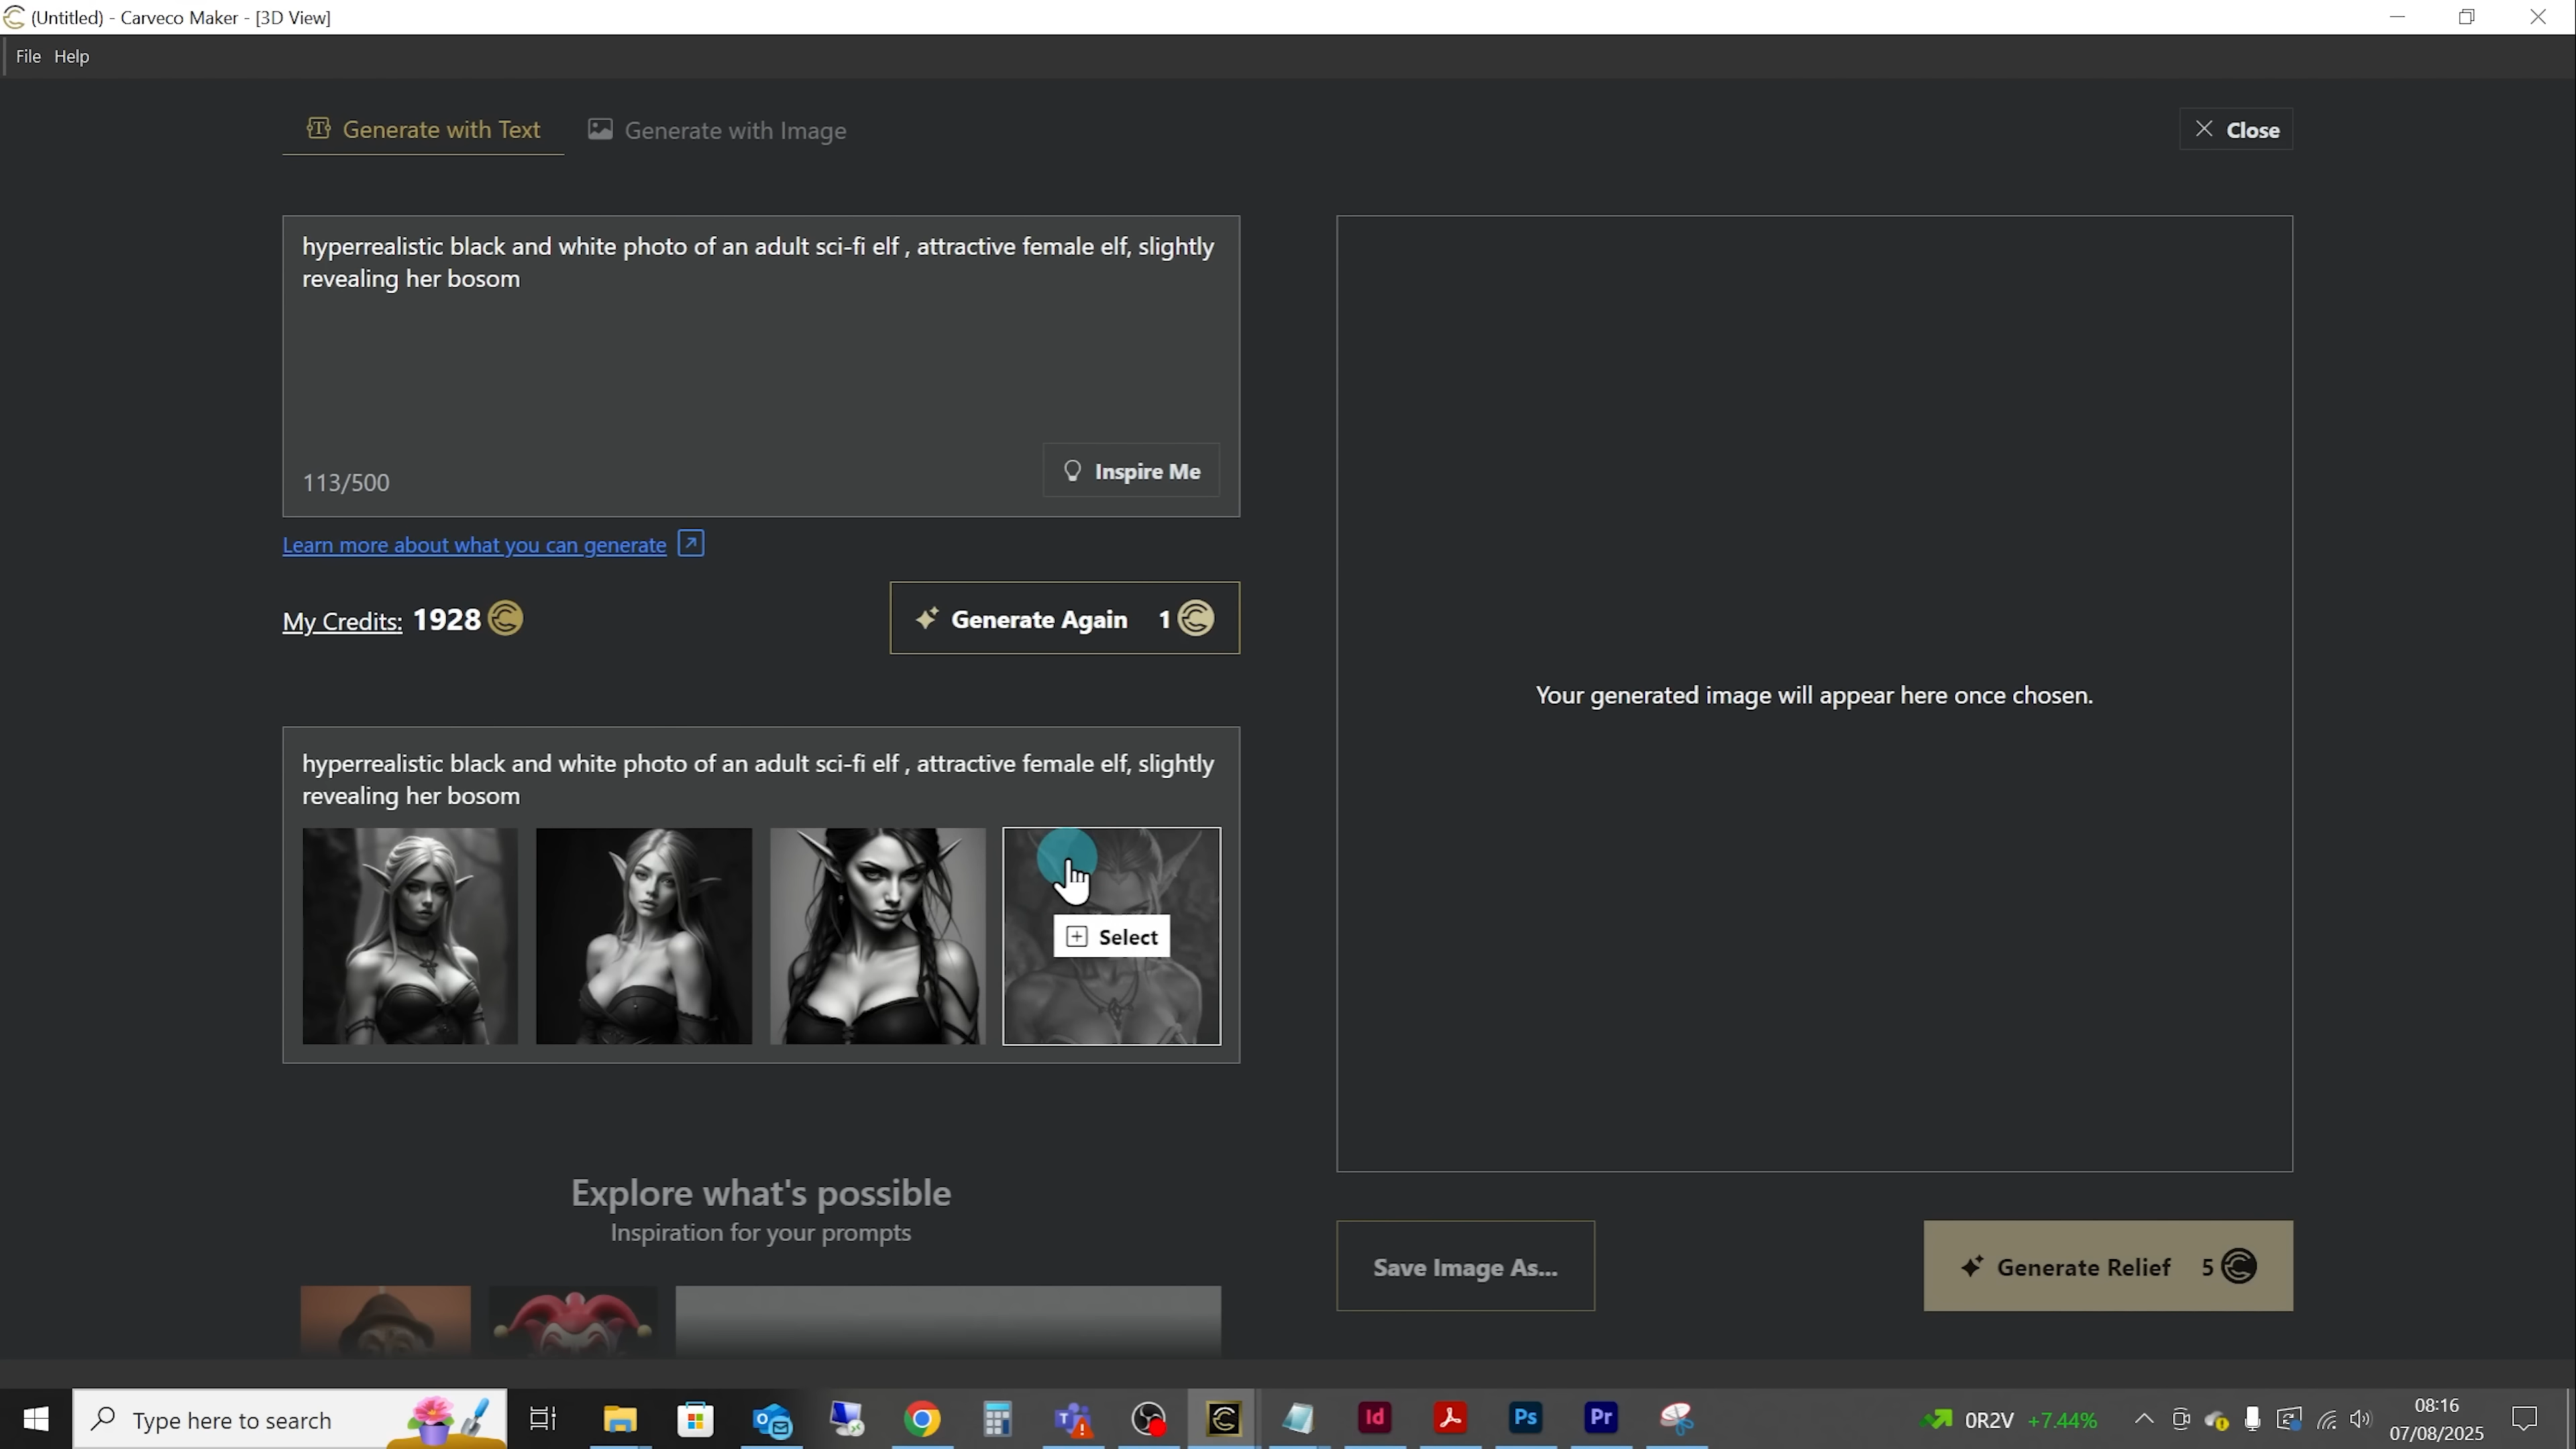 (Untitled) - Carveco Maker - [3D View]
File Help
Generate with Text
Generate with Image
Close
hyperrealistic black and white photo of an adult sci-fi elf , attractive female elf, slightly
revealing her bosom
113/500
Inspire Me
Learn more about what you can generate
My Credits: 1928
Generate Again 1
Your generated image will appear here once chosen.
hyperrealistic black and white photo of an adult sci-fi elf , attractive female elf, slightly
revealing her bosom
Select
Explore what's possible
Inspiration for your prompts
Save Image As...
Generate Relief 5
Type here to search
Id
Ps
Pr
0R2V +7.44%
08:16
07/08/2025